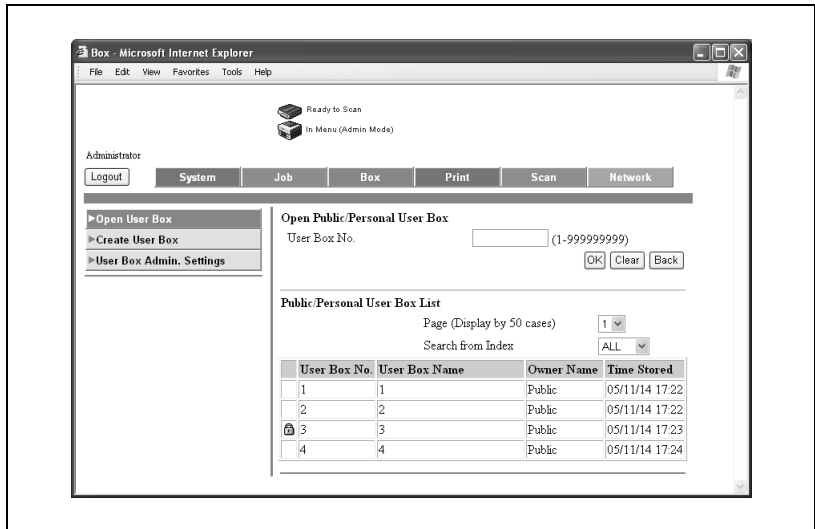 Box - Microsoft Internet Explorer
File Edit View Favorites Tools Help
Ready to Scan
In Menu (Admin Mode)
Administrator
Logout System Job Box Print Scan Network
Open User Box
Create User Box
User Box Admin. Settings
Open Public/Personal User Box
User Box No. (1-999999999)
OK Clear Back
Public/Personal User Box List
Page (Display by 50 cases) 1
Search from Index ALL
User Box No. User Box Name Owner Name Time Stored
1 1 Public 05/11/14 17:22
2 2 Public 05/11/14 17:22
3 3 Public 05/11/14 17:23
4 4 Public 05/11/14 17:24